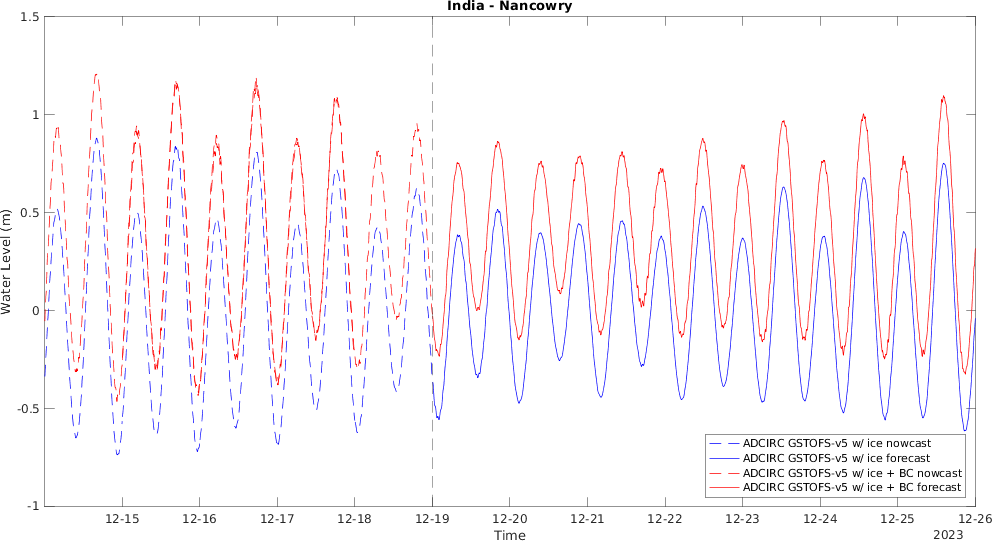 India - Nancowry
1.5
1
0.5
0
-0.5
-1
Water Level (m)
12-15 12-16 12-17 12-18 12-19 12-20 12-21 12-22 12-23 12-24 12-25 12-26
Time
2023
ADCIRC GSTOFS-v5 w/ ice nowcast
ADCIRC GSTOFS-v5 w/ ice forecast
ADCIRC GSTOFS-v5 w/ ice + BC nowcast
ADCIRC GSTOFS-v5 w/ ice + BC forecast